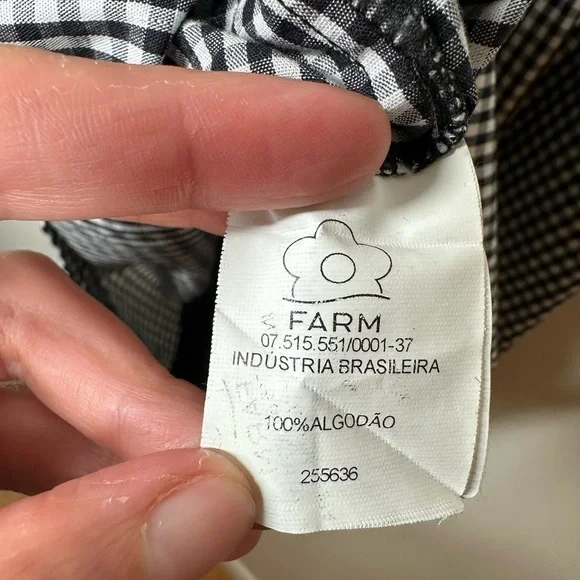 FARM
07.515.551/0001-37
INDÚSTRIA BRASILEIRA
100%ALGODÃO
255636